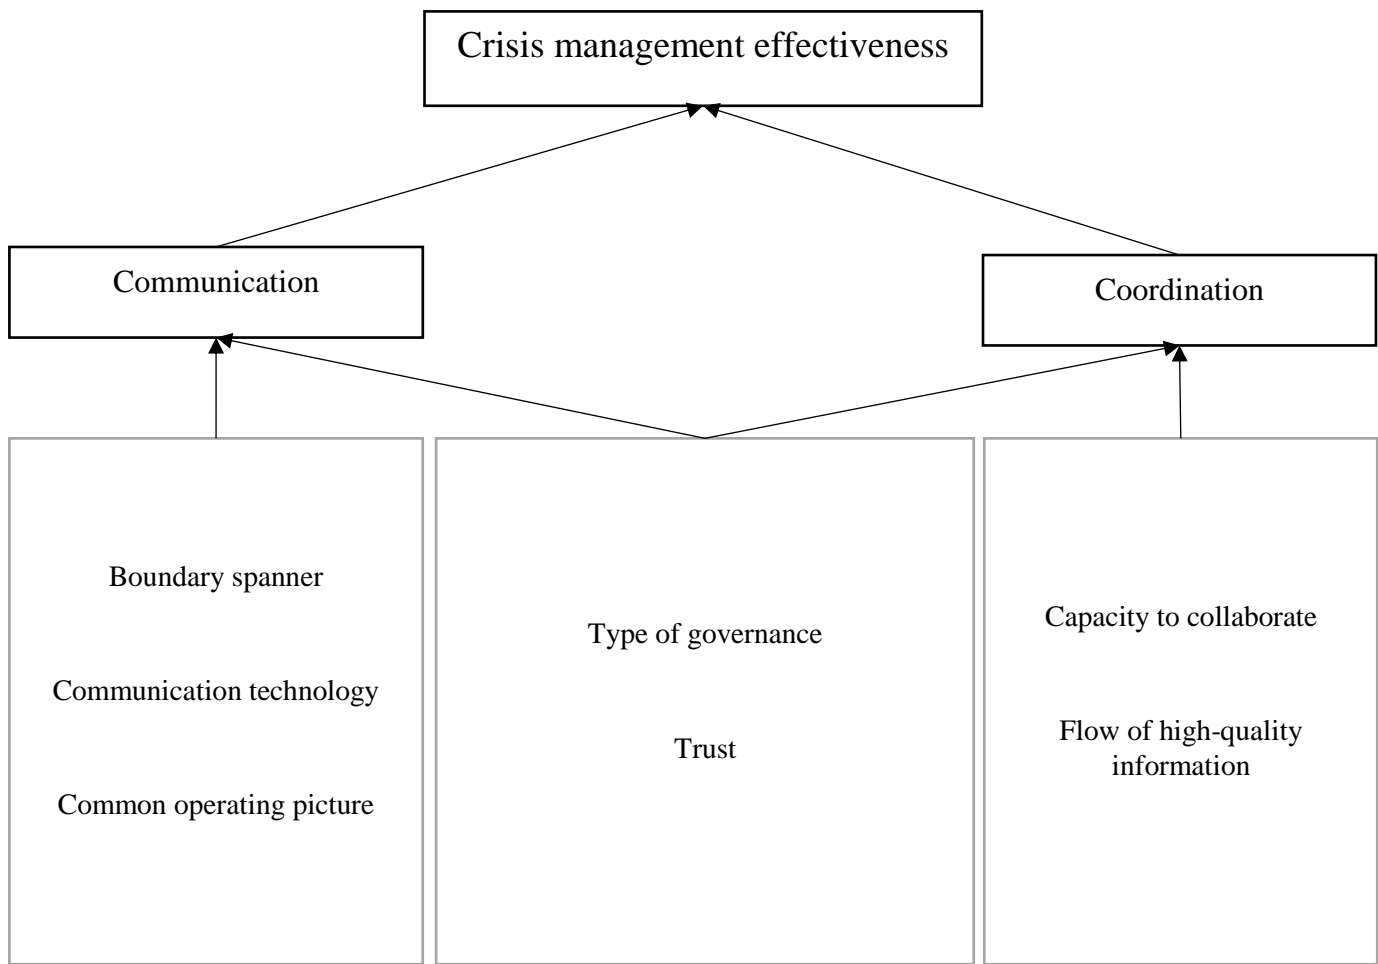 Crisis management effectiveness
Communication
Coordination
Boundary spanner
Communication technology
Common operating picture
Type of governance
Trust
Capacity to collaborate
Flow of high-quality
information